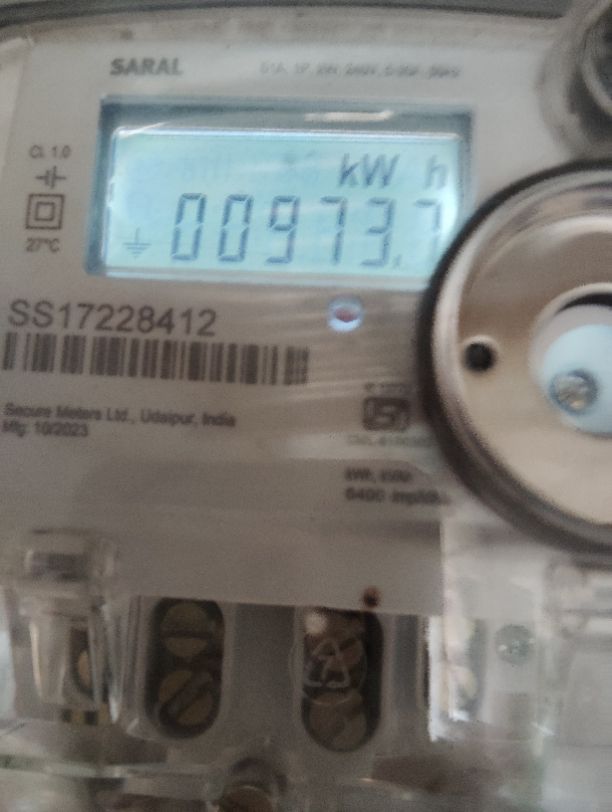 SARAL
Cl. 1.0
kW h
00973.7
27°C
SS17228412
Secure Meters Ltd., Udaipur, India
Mfg: 10/2023